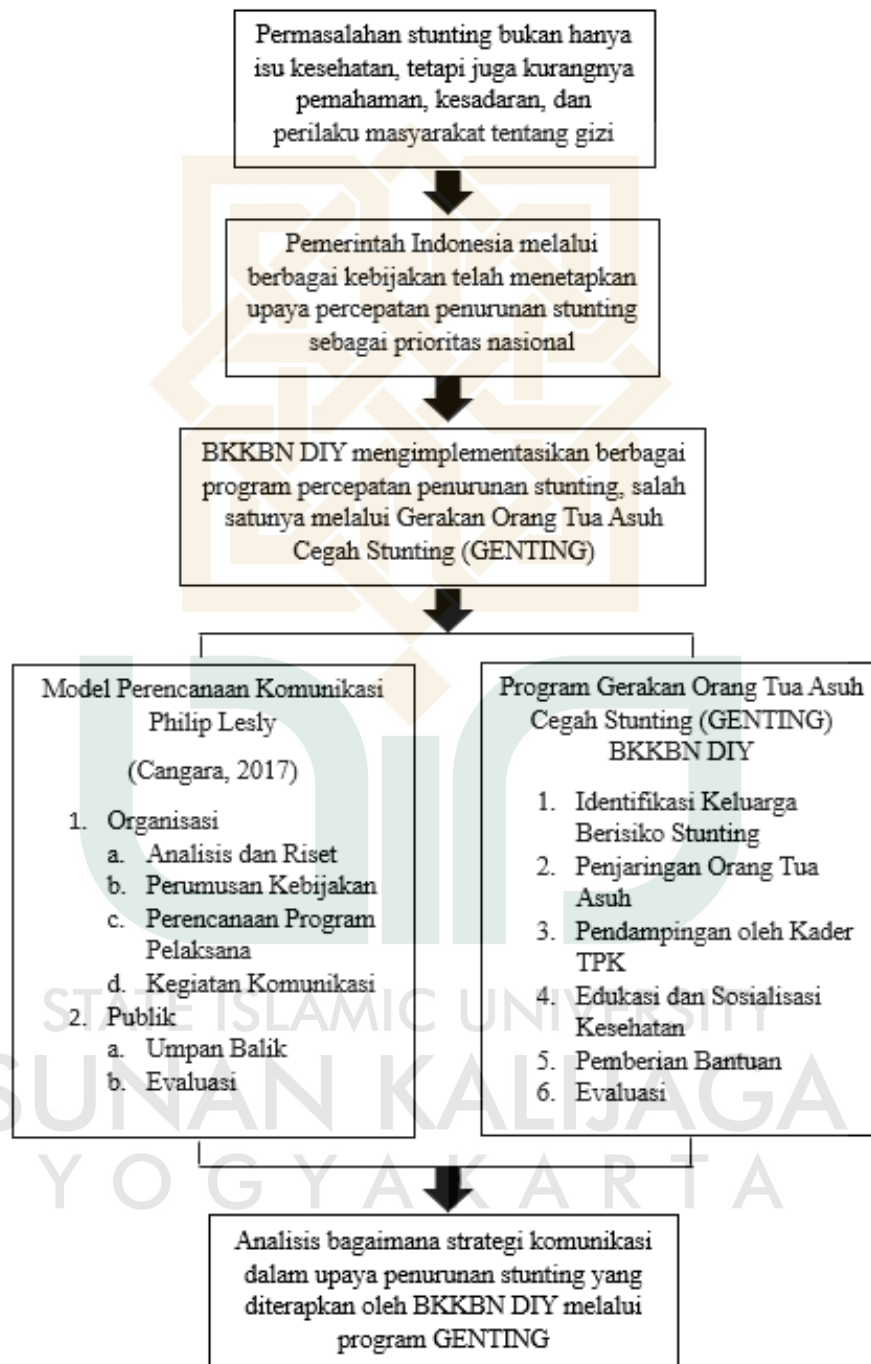 Permasalahan stunting bukan hanya
isu kesehatan, tetapi juga kurangnya
pemahaman, kesadaran, dan
perilaku masyarakat tentang gizi
Pemerintah Indonesia melalui
berbagai kebijakan telah menetapkan
upaya percepatan penurunan stunting
sebagai prioritas nasional
BKKBN DIY mengimplementasikan berbagai
program percepatan penurunan stunting, salah
satunya melalui Gerakan Orang Tua Asuh
Cegah Stunting (GENTING)
Model Perencanaan Komunikasi
Philip Lesly
(Cangara, 2017)
1. Organisasi
a. Analisis dan Riset
b. Perumusan Kebijakan
c. Perencanaan Program
Pelaksana
d. Kegiatan Komunikasi
2. Publik
a. Umpan Balik
b. Evaluasi
Program Gerakan Orang Tua Asuh
Cegah Stunting (GENTING)
BKKBN DIY
1. Identifikasi Keluarga
Berisiko Stunting
2. Penjaringan Orang Tua
Asuh
3. Pendampingan oleh Kader
TPK
4. Edukasi dan Sosialisasi
Kesehatan
5. Pemberian Bantuan
6. Evaluasi
STATE ISLAMIC UNIVERSITY
SUNAN KALIJAGA
YOGYAKARTA
Analisis bagaimana strategi komunikasi
dalam upaya penurunan stunting yang
diterapkan oleh BKKBN DIY melalui
program GENTING